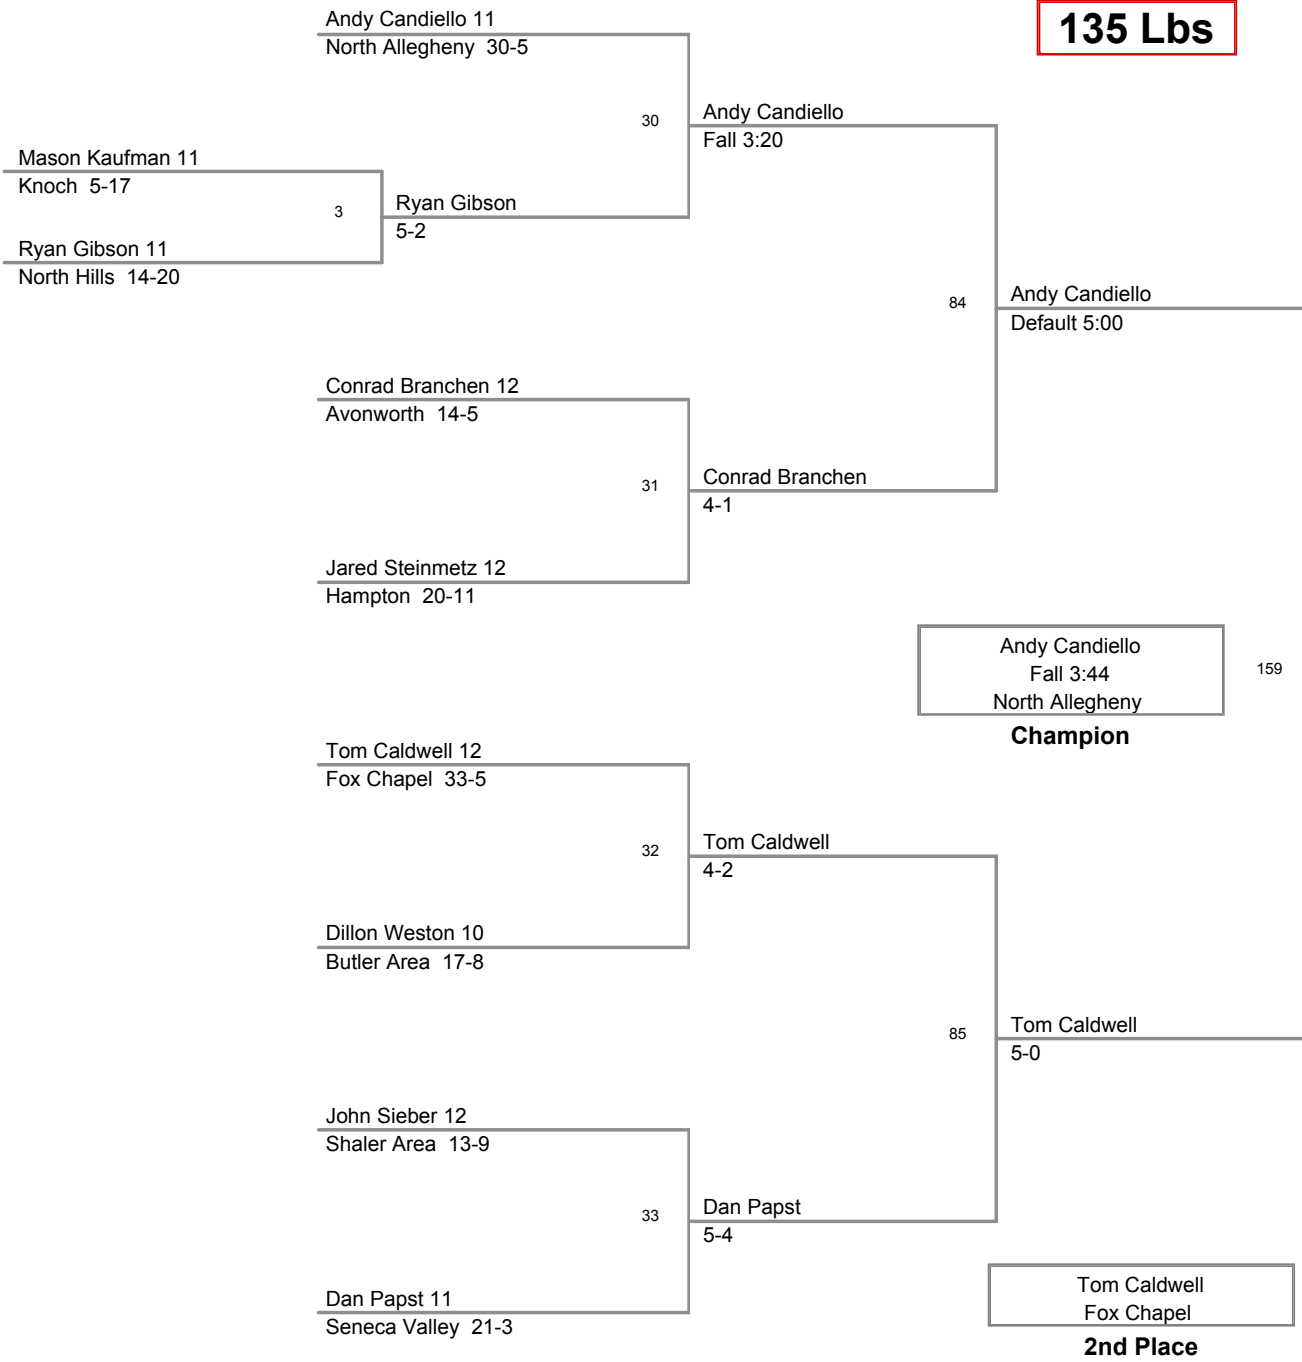 135 Lbs
Andy Candiello 11
North Allegheny 30-5
30
Andy Candiello
Fall 3:20
Mason Kaufman 11
Knoch 5-17
3
Ryan Gibson
5-2
Ryan Gibson 11
North Hills 14-20
84
Andy Candiello
Default 5:00
Conrad Branchen 12
Avonworth 14-5
31
Conrad Branchen
4-1
Jared Steinmetz 12
Hampton 20-11
Andy Candiello
Fall 3:44
North Allegheny
159
Champion
Tom Caldwell 12
Fox Chapel 33-5
32
Tom Caldwell
4-2
Dillon Weston 10
Butler Area 17-8
85
Tom Caldwell
5-0
John Sieber 12
Shaler Area 13-9
33
Dan Papst
5-4
Dan Papst 11
Seneca Valley 21-3
Tom Caldwell
Fox Chapel
2nd Place